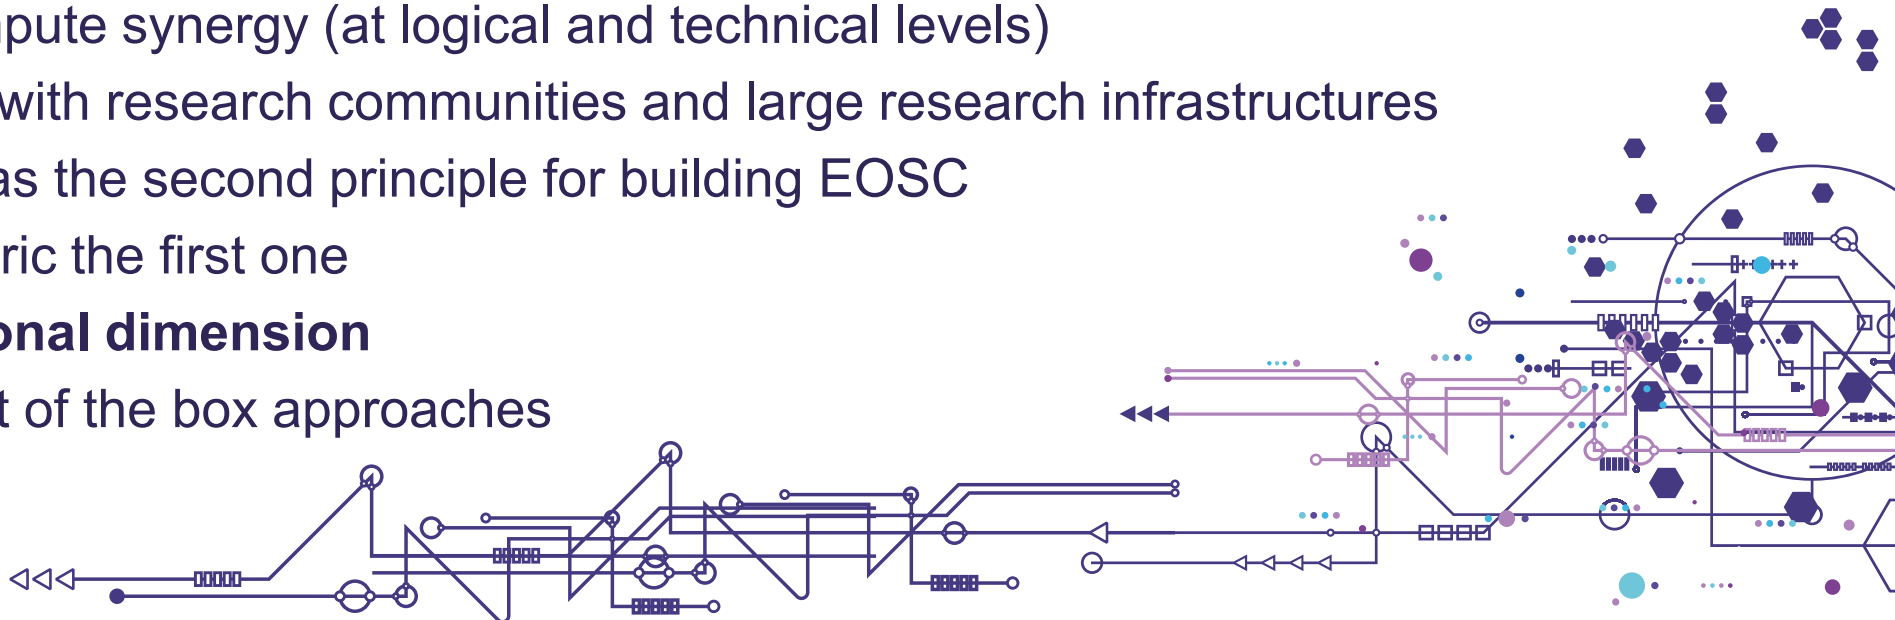 pute synergy (at logical and technical levels)
with research communities and large research infrastructures
as the second principle for building EOSC
ric the first one
onal dimension
t of the box approaches